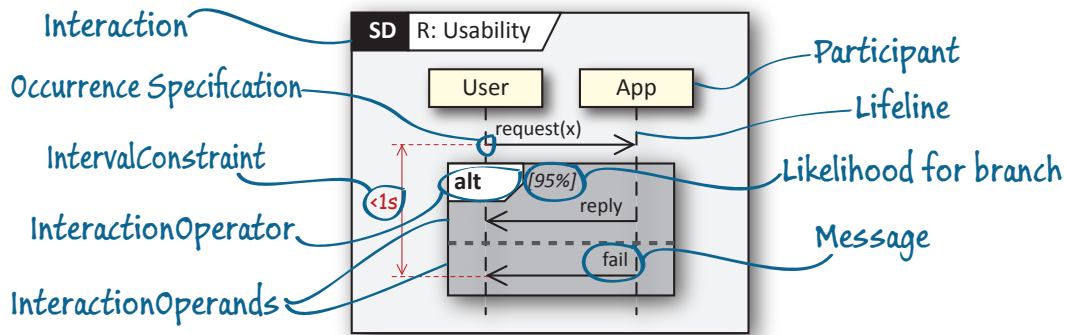 Interaction
SD R: Usability
Participant
Occurrence Specification
User
App
Lifeline
request(x)
IntervalConstraint
<1s
alt [95%]
Likelihood for branch
reply
InteractionOperator
Message
fail
InteractionOperands